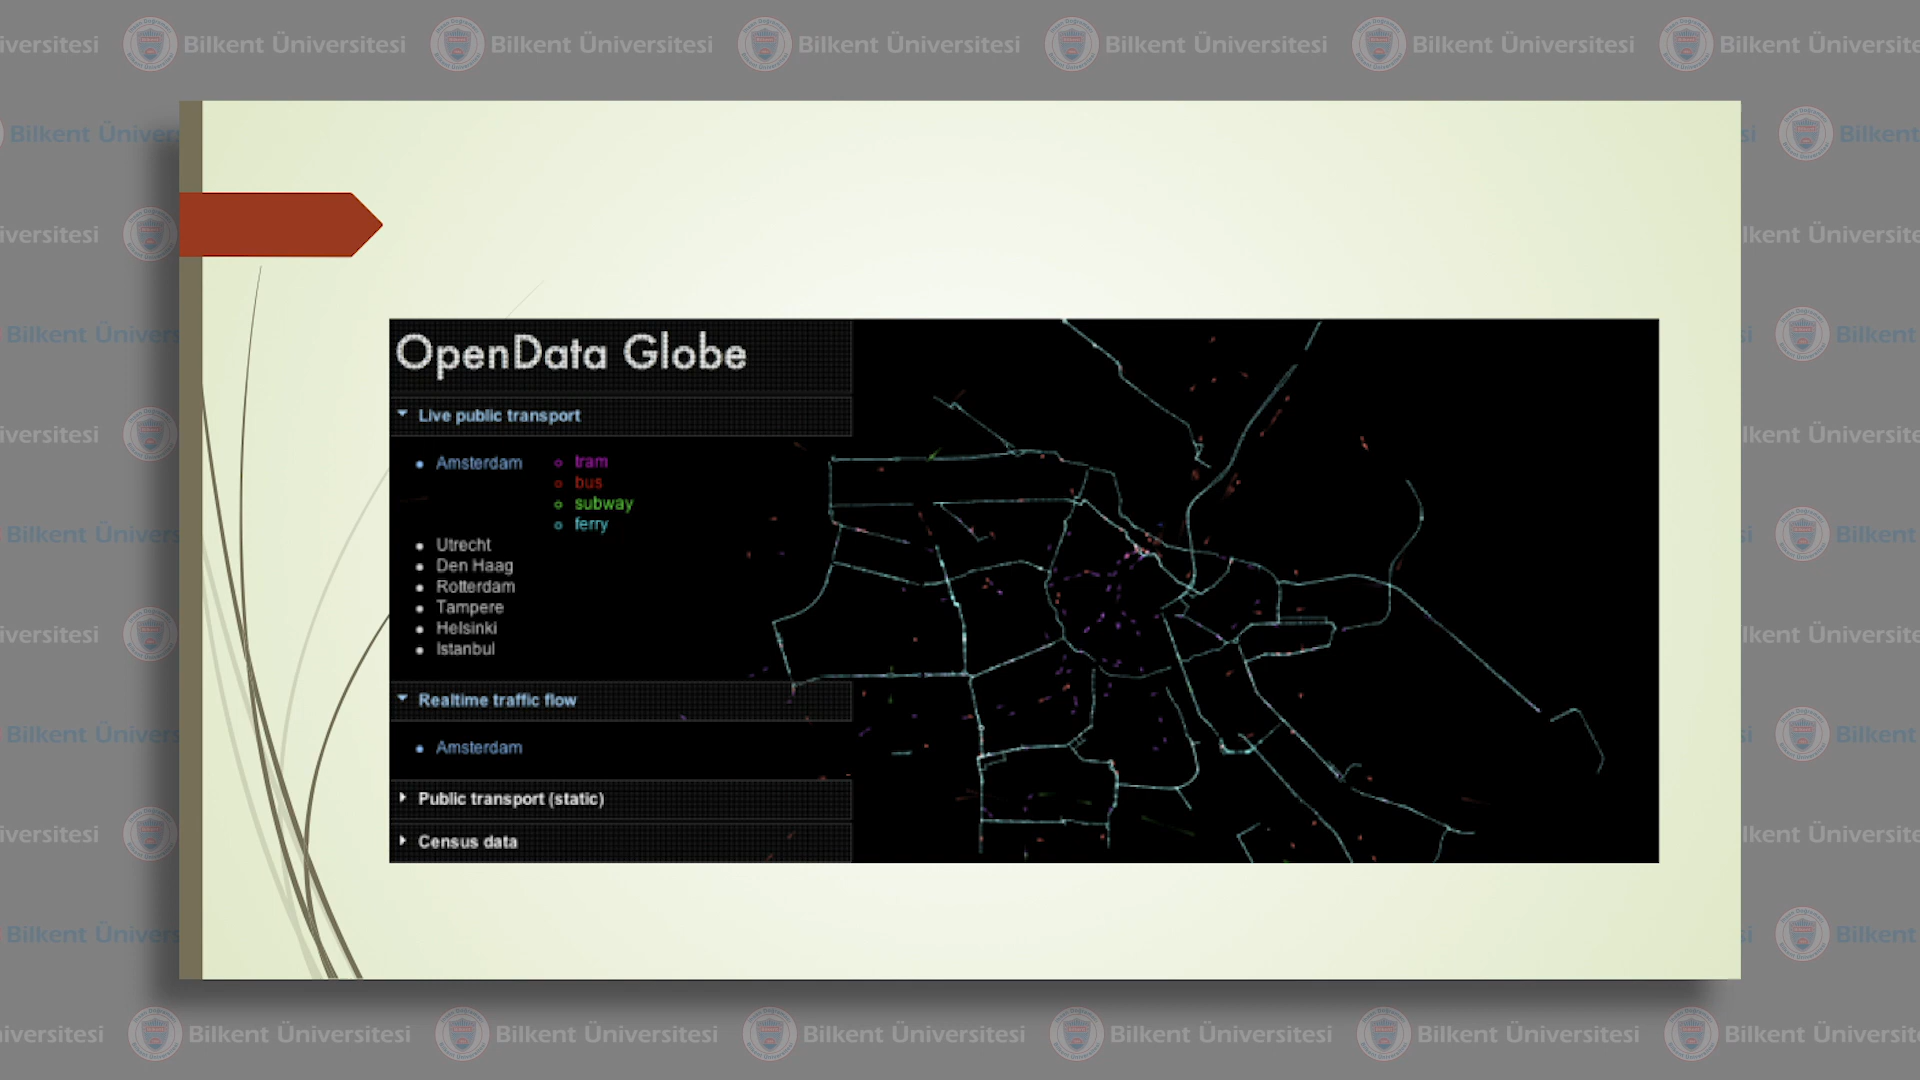 OpenData Globe
Live public transport
Amsterdam
tram
bus
subway
ferry
Utrecht
Den Haag
Rotterdam
Tampere
Helsinki
Istanbul
Realtime traffic flow
Amsterdam
Public transport (static)
Census data
Bilkent Üniversitesi